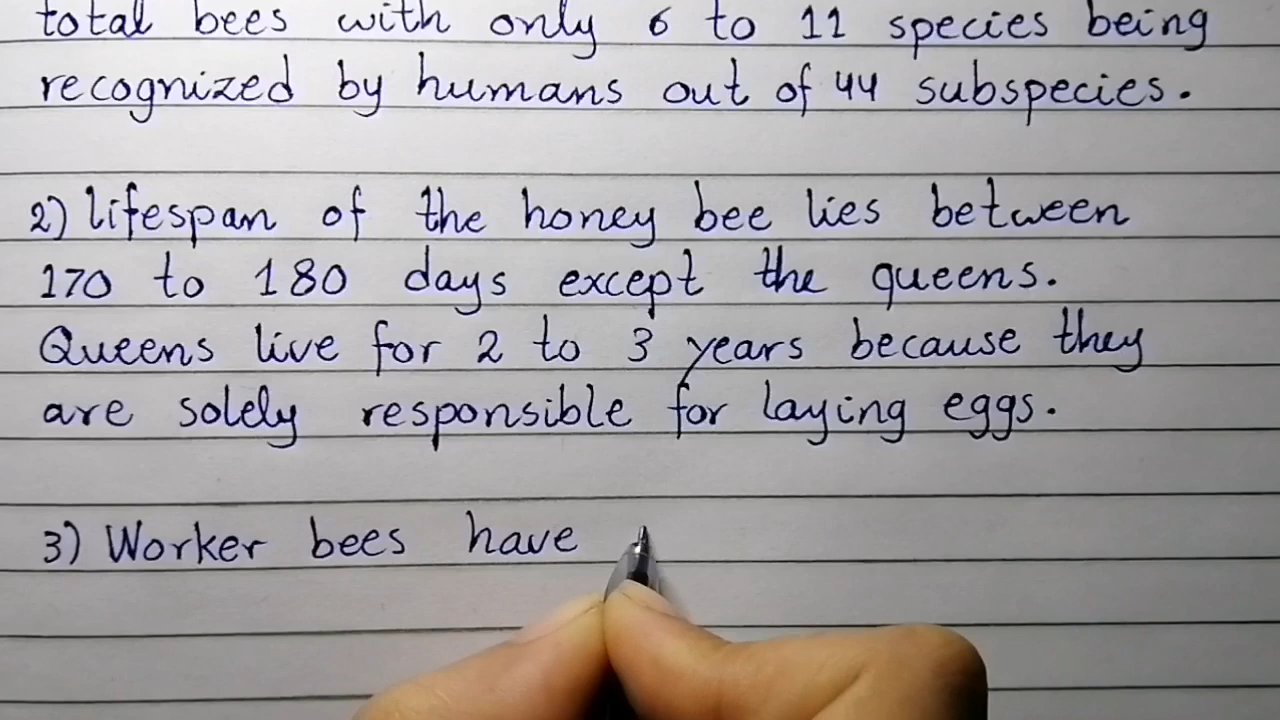 total bees with only 6 to 11 species being
recognized by humans out of 44 subspecies.
2) lifespan of the honey bee lies between
170 to 180 days except the queens.
Queens live for 2 to 3 years because they
are solely responsible for laying eggs.
3) Worker bees have